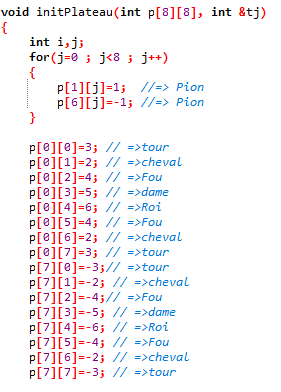 void initPlateau(int p[8][8], int &tj)
{
int i,j;
for(j=0 ; j<8 ; j++)
{
p[1][j]=1; //=> Pion
p[6][j]=-1; //=> Pion
}
p[0][0]=3; // =>tour
p[0][1]=2; // =>cheval
p[0][2]=4; // =>Fou
p[0][3]=5; // =>dame
p[0][4]=6; // =>Roi
p[0][5]=4; // =>Fou
p[0][6]=2; // =>cheval
p[0][7]=3; // =>tour
p[7][0]=-3;// =>tour
p[7][1]=-2; // =>cheval
p[7][2]=-4;// =>Fou
p[7][3]=-5; // =>dame
p[7][4]=-6; // =>Roi
p[7][5]=-4; // =>Fou
p[7][6]=-2; // =>cheval
p[7][7]=-3; // =>tour